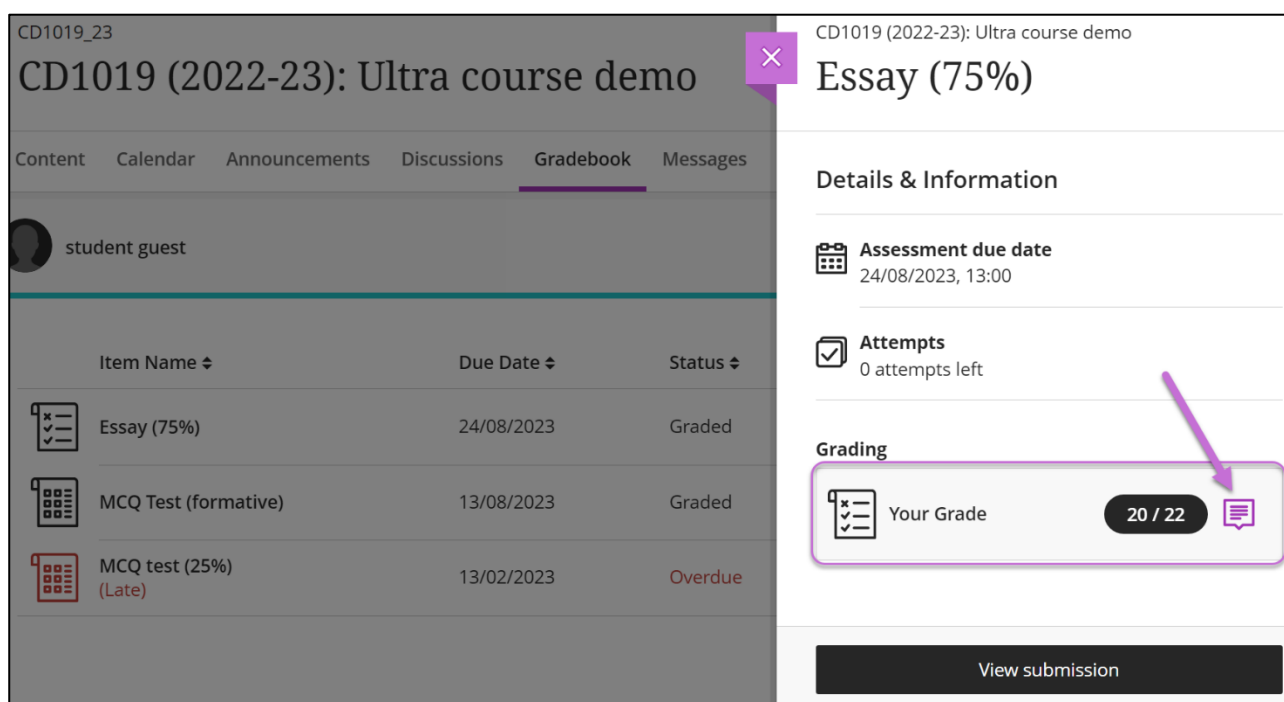 CD1019_23
CD1019 (2022-23): Ultra course demo
Content Calendar Announcements Discussions Gradebook Messages
student guest
Item Name Due Date Status
Essay (75%) 24/08/2023 Graded
MCQ Test (formative) 13/08/2023 Graded
MCQ test (25%) 13/02/2023 Overdue
(Late)
CD1019 (2022-23): Ultra course demo
Essay (75%)
Details & Information
Assessment due date
24/08/2023, 13:00
Attempts
0 attempts left
Grading
Your Grade 20 / 22
View submission